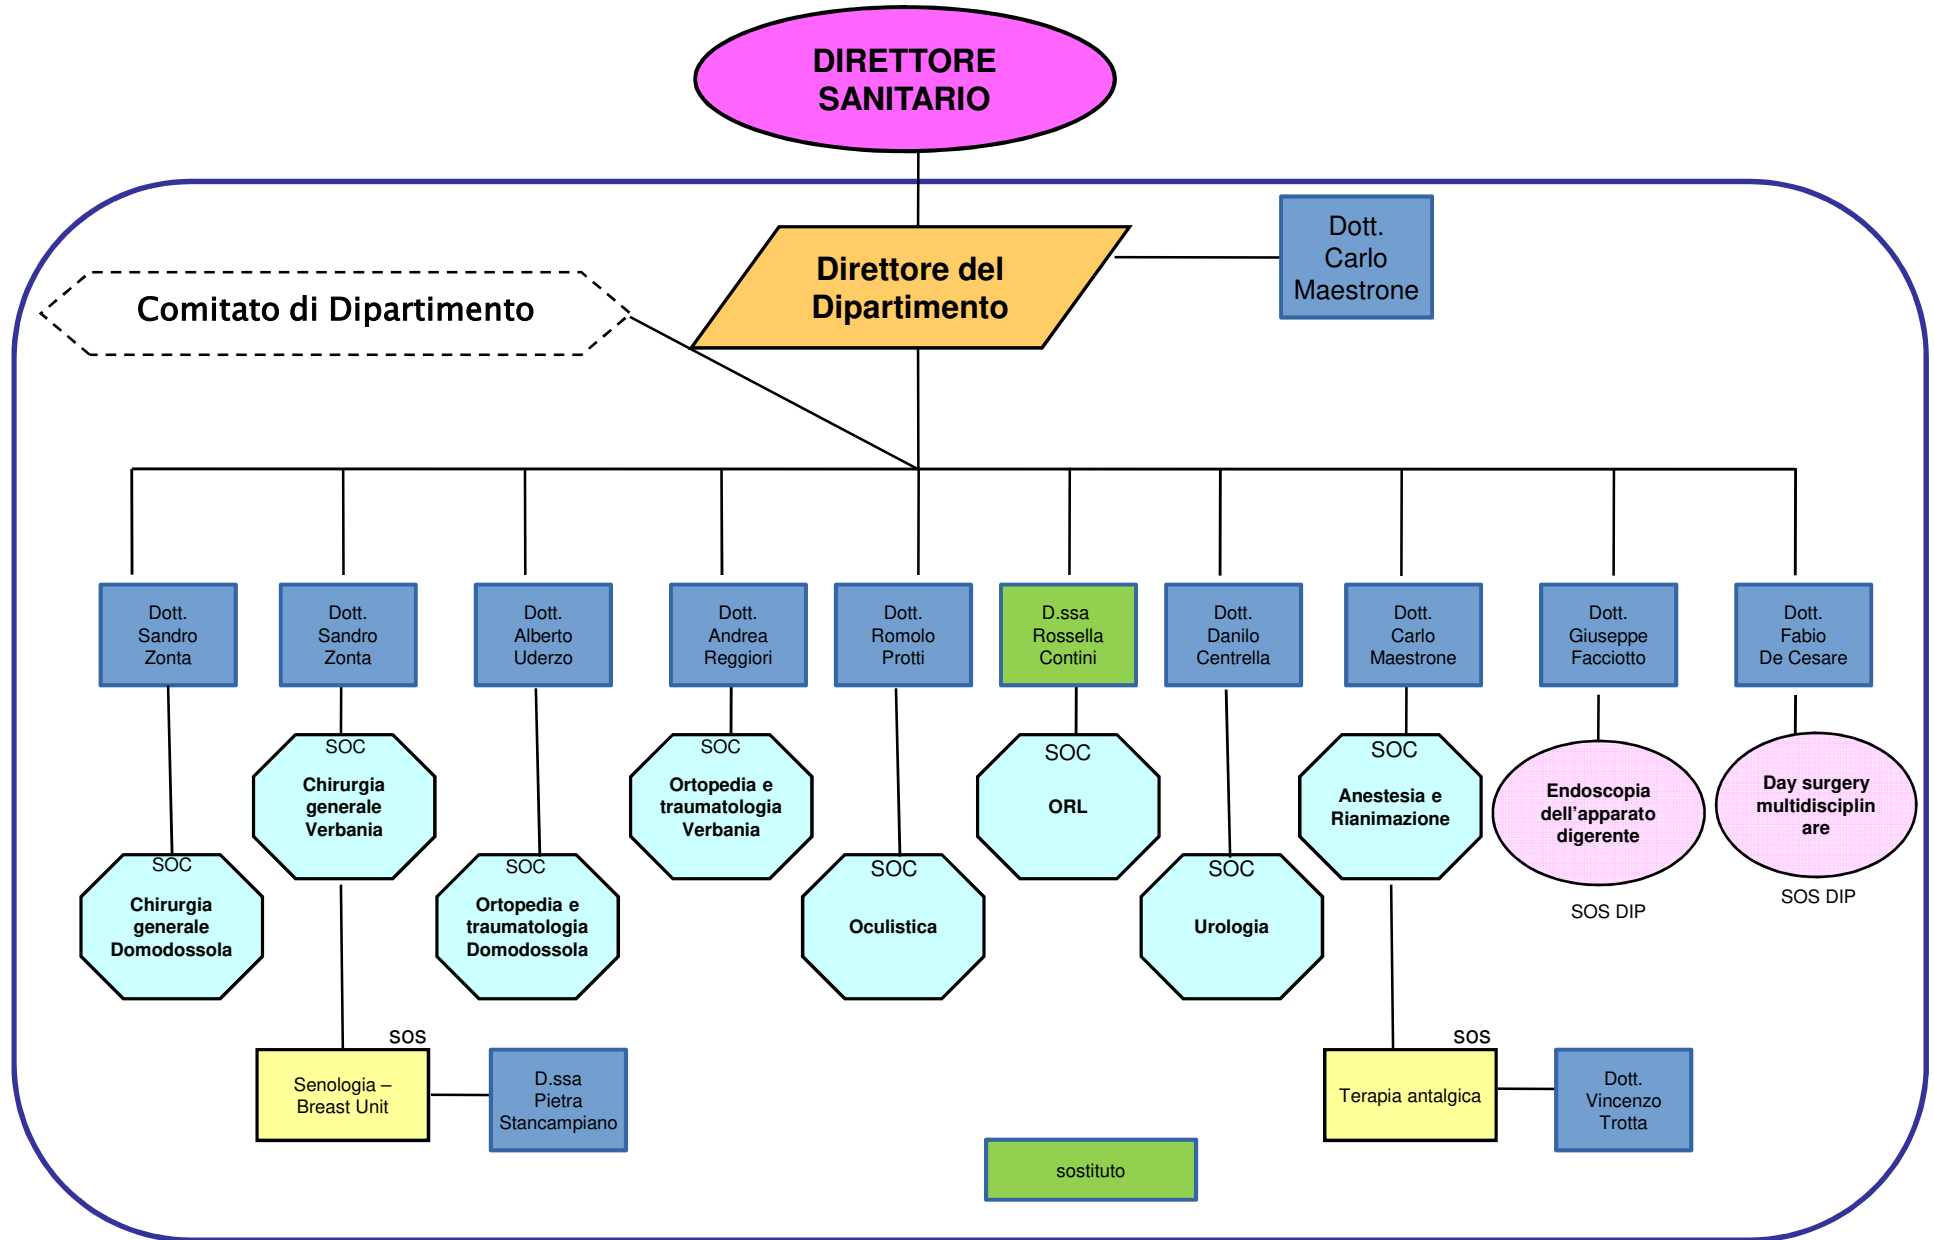 DIRETTORE
SANITARIO
Dott.
Carlo
Maestrone
Direttore del
Dipartimento
Comitato di Dipartimento
Dott.
Sandro
Zonta
Dott.
Sandro
Zonta
Dott.
Alberto
Uderzo
Dott.
Andrea
Reggiori
Dott.
Romolo
Protti
D.ssa
Rossella
Contini
Dott.
Danilo
Centrella
Dott.
Carlo
Maestrone
Dott.
Giuseppe
Facciotto
Dott.
Fabio
De Cesare
SOC
Chirurgia
generale
Verbania
SOC
Ortopedia e
traumatologia
Verbania
SOC
ORL
SOC
Anestesia e
Rianimazione
Endoscopia
dell’apparato
digerente
SOS DIP
Day surgery
multidisciplin
are
SOS DIP
SOC
Chirurgia
generale
Domodossola
SOC
Ortopedia e
traumatologia
Domodossola
SOC
Oculistica
SOC
Urologia
SOS
Senologia –
Breast Unit
D.ssa
Pietra
Stancampiano
SOS
Terapia antalgica
Dott.
Vincenzo
Trotta
sostituto